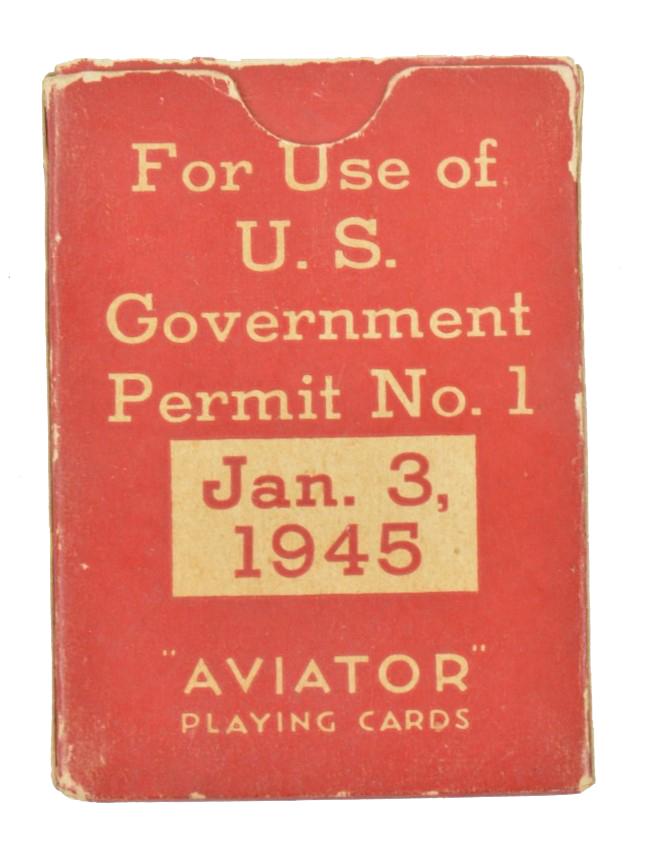 For Use of
U. S.
Government
Permit No. 1
Jan. 3,
1945
"AVIATOR"
PLAYING CARDS